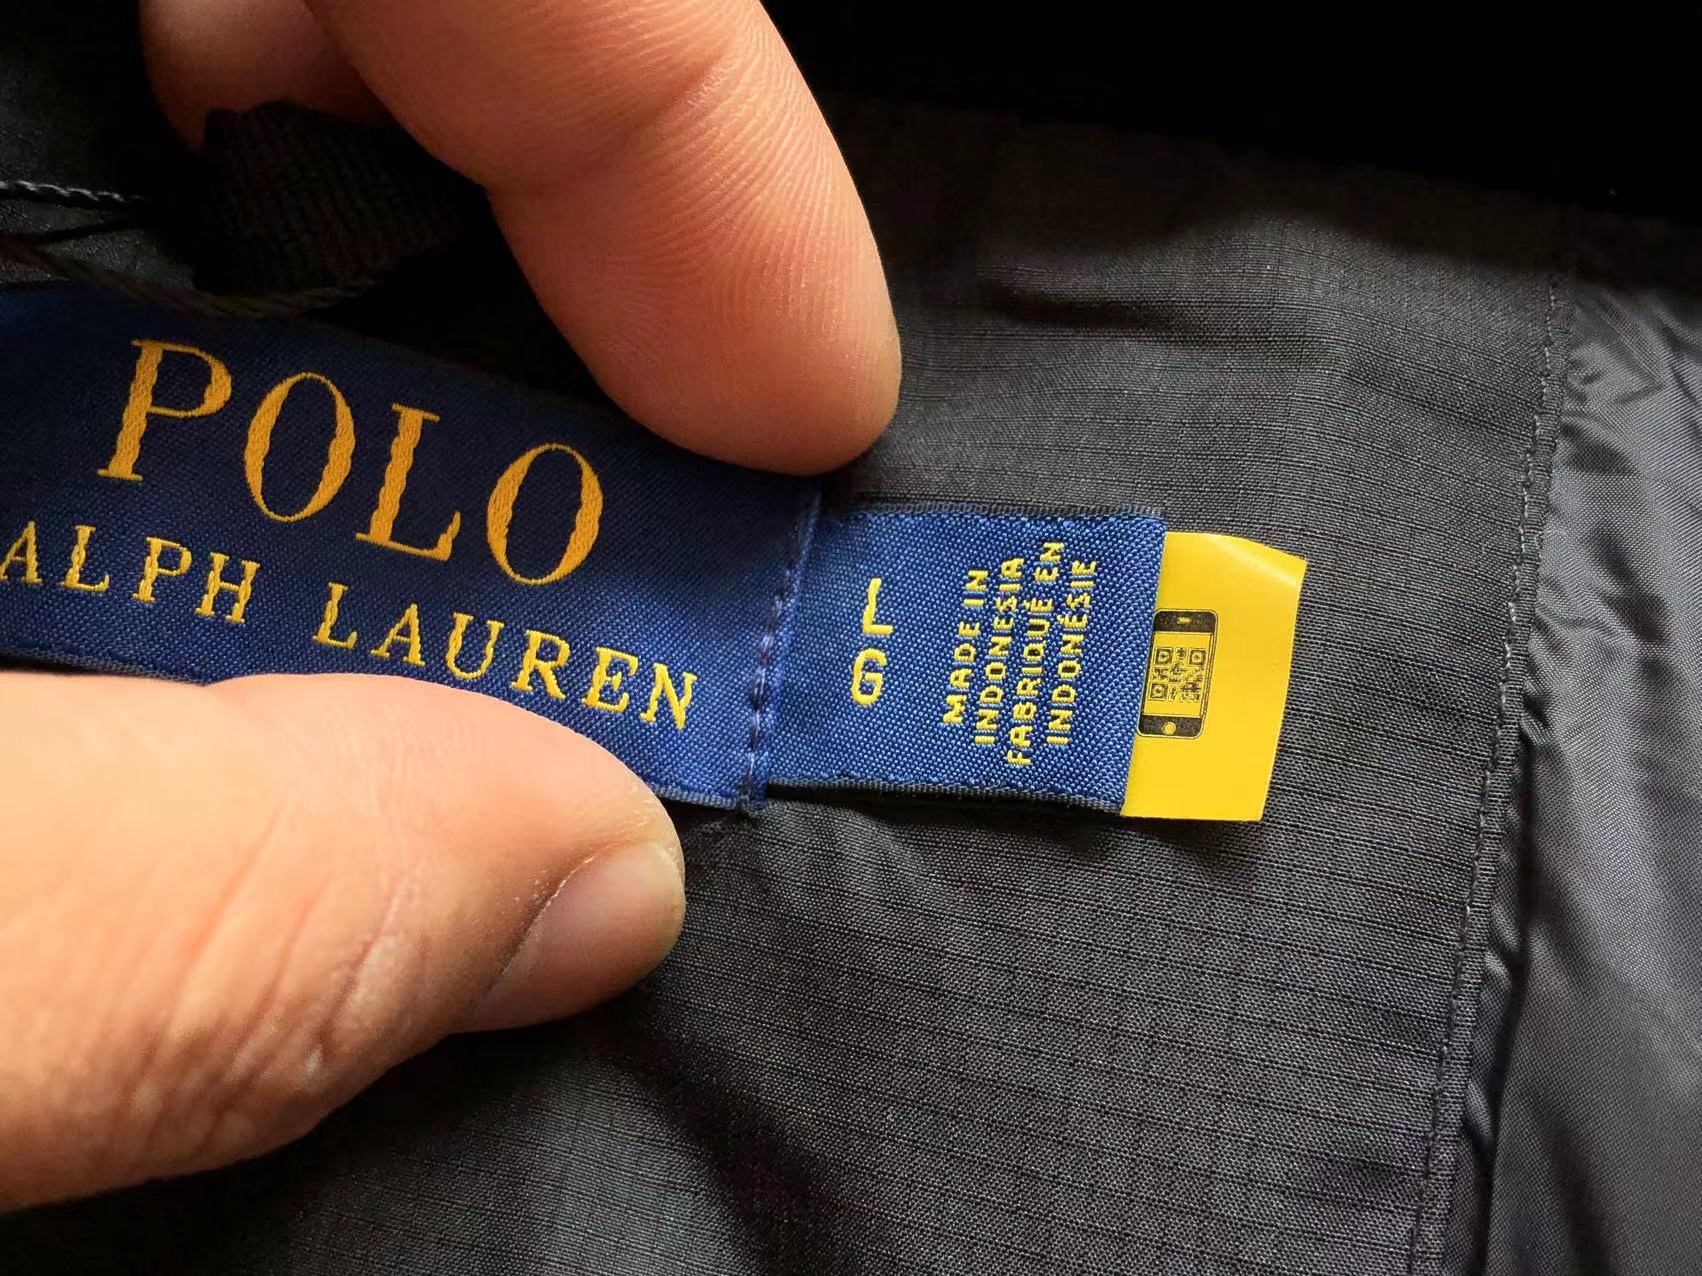 POLO
ALPH LAUREN
L
G
MADE IN
INDONESIA
FABRIQUÉ EN
INDONÉSIE